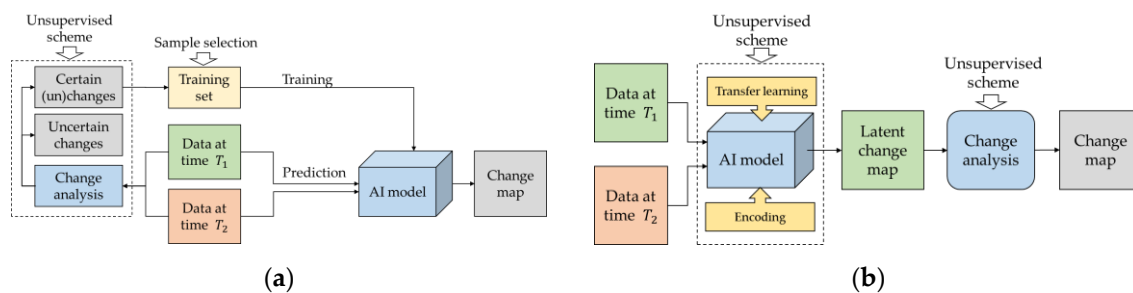 Unsupervised
scheme
Sample selection
Certain
(un)changes
Training
set
Training
Uncertain
changes
Data at
time T₁
Prediction
Change
analysis
Data at
time T₂
AI model
Change
map
(a)
Unsupervised
scheme
Unsupervised
scheme
Data at
time T₁
Transfer learning
AI model
Latent
change
map
Change
analysis
Change
map
Data at
time T₂
Encoding
(b)